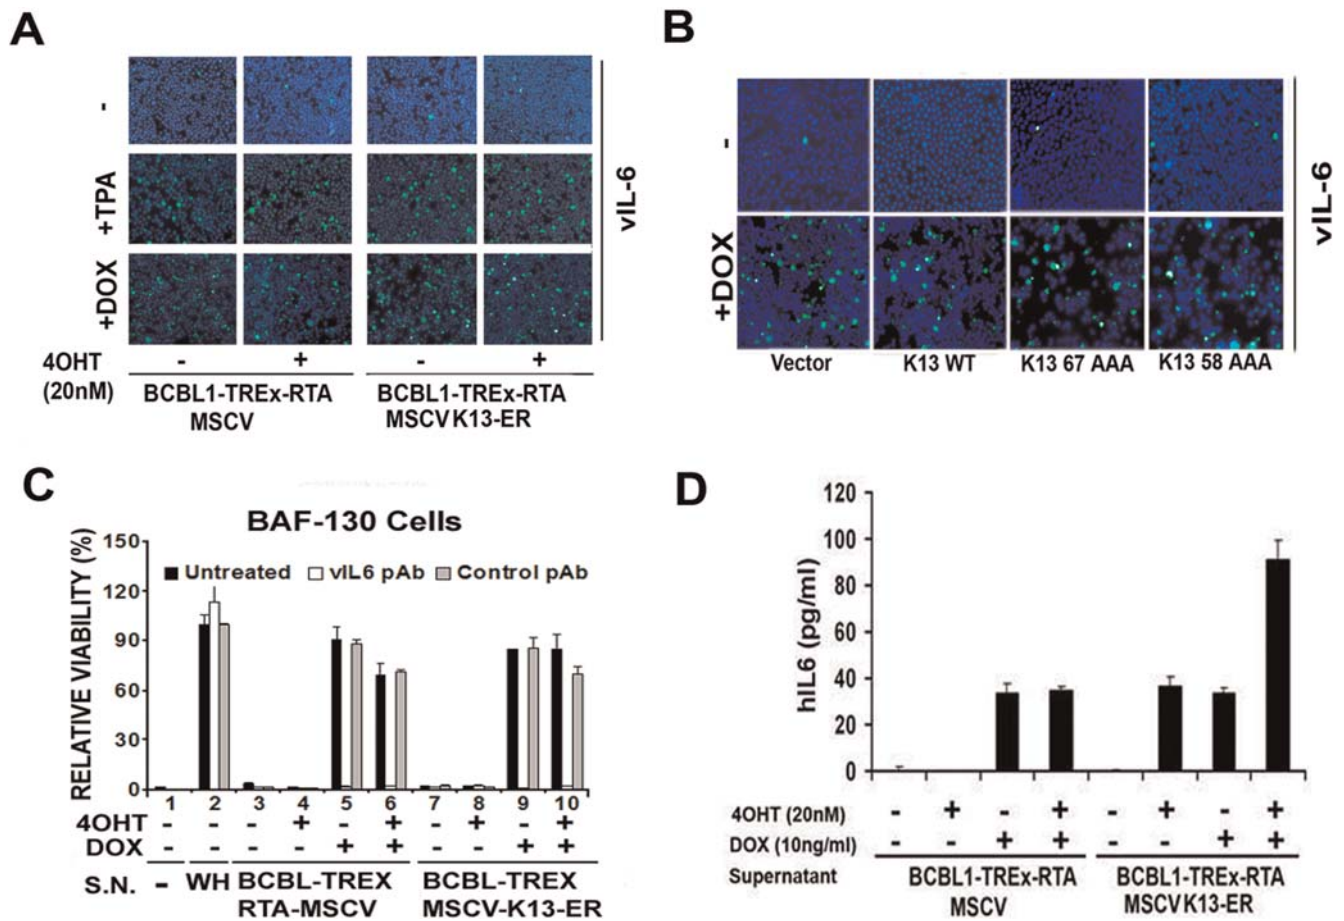 A
-
+TPA
+DOX
vIL-6
4OHT - + - +
(20nM) BCBL1-TREx-RTA BCBL1-TREx-RTA
MSCV MSCV K13-ER
B
-
+DOX
vIL-6
Vector K13 WT K13 67 AAA K13 58 AAA
C
BAF-130 Cells
RELATIVE VIABILITY (%)
150
Untreated vIL6 pAb Control pAb
120
90
60
30
0
1 2 3 4 5 6 7 8 9 10
4OHT - - - + - + - + - +
DOX - - - - + + - - + +
S.N. - WH BCBL-TREX BCBL-TREX
RTA-MSCV MSCV-K13-ER
D
hIL6 (pg/ml)
120
100
80
60
40
20
0
4OHT (20nM) - + - + - + - +
DOX (10ng/ml) - - + + - - + +
Supernatant BCBL1-TREx-RTA BCBL1-TREx-RTA
MSCV MSCV K13-ER